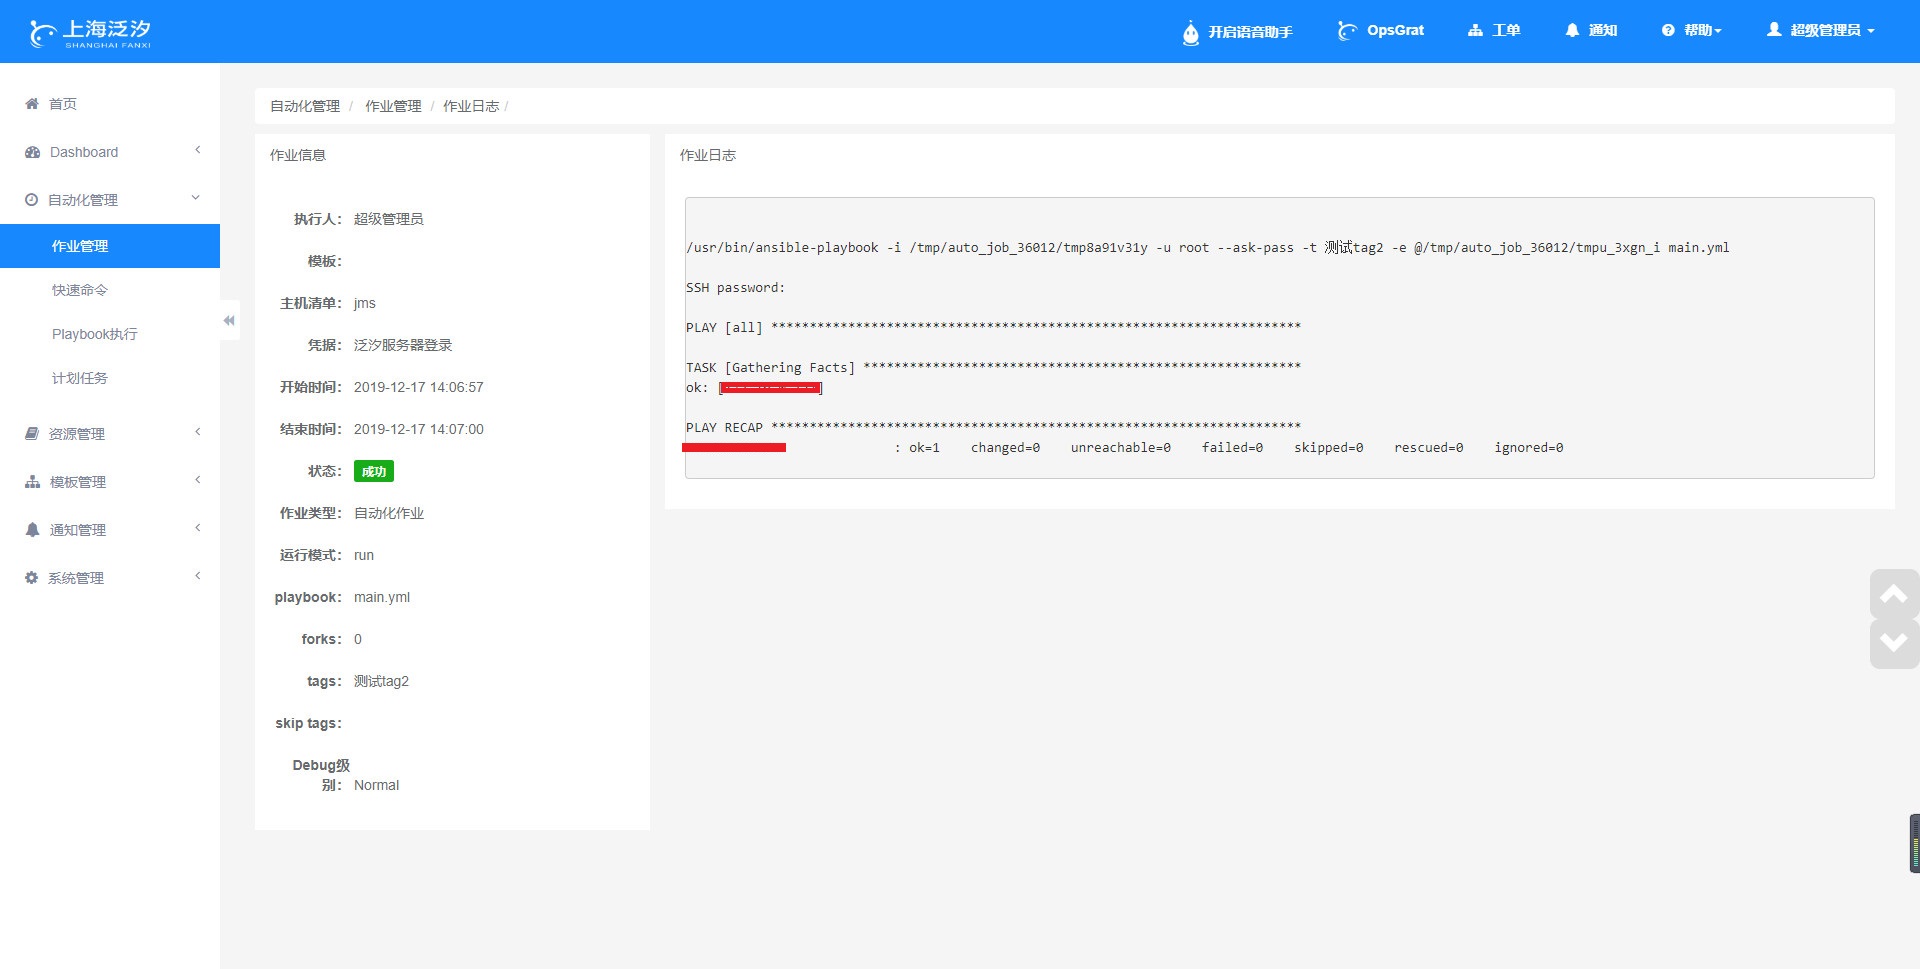 上海泛汐
SHANGHAI FANXI
开启语音助手
OpsGrat
工单
通知
帮助
超级管理员
首页
Dashboard
自动化管理
作业管理
快速命令
Playbook执行
计划任务
资源管理
模板管理
通知管理
系统管理
自动化管理 / 作业管理 / 作业日志 /
作业信息
执行人： 超级管理员
模板：
主机清单： jms
凭据： 泛汐服务器登录
开始时间： 2019-12-17 14:06:57
结束时间： 2019-12-17 14:07:00
状态： 成功
作业类型： 自动化作业
运行模式： run
playbook： main.yml
forks： 0
tags： 测试tag2
skip tags：
Debug级
别： Normal
作业日志
/usr/bin/ansible-playbook -i /tmp/auto_job_36012/tmp8a91v31y -u root --ask-pass -t 测试tag2 -e @/tmp/auto_job_36012/tmpu_3xgn_i main.yml
SSH password:
PLAY [all] *********************************************************************
TASK [Gathering Facts] *********************************************************
ok: [ ]
PLAY RECAP *********************************************************************
: ok=1 changed=0 unreachable=0 failed=0 skipped=0 rescued=0 ignored=0